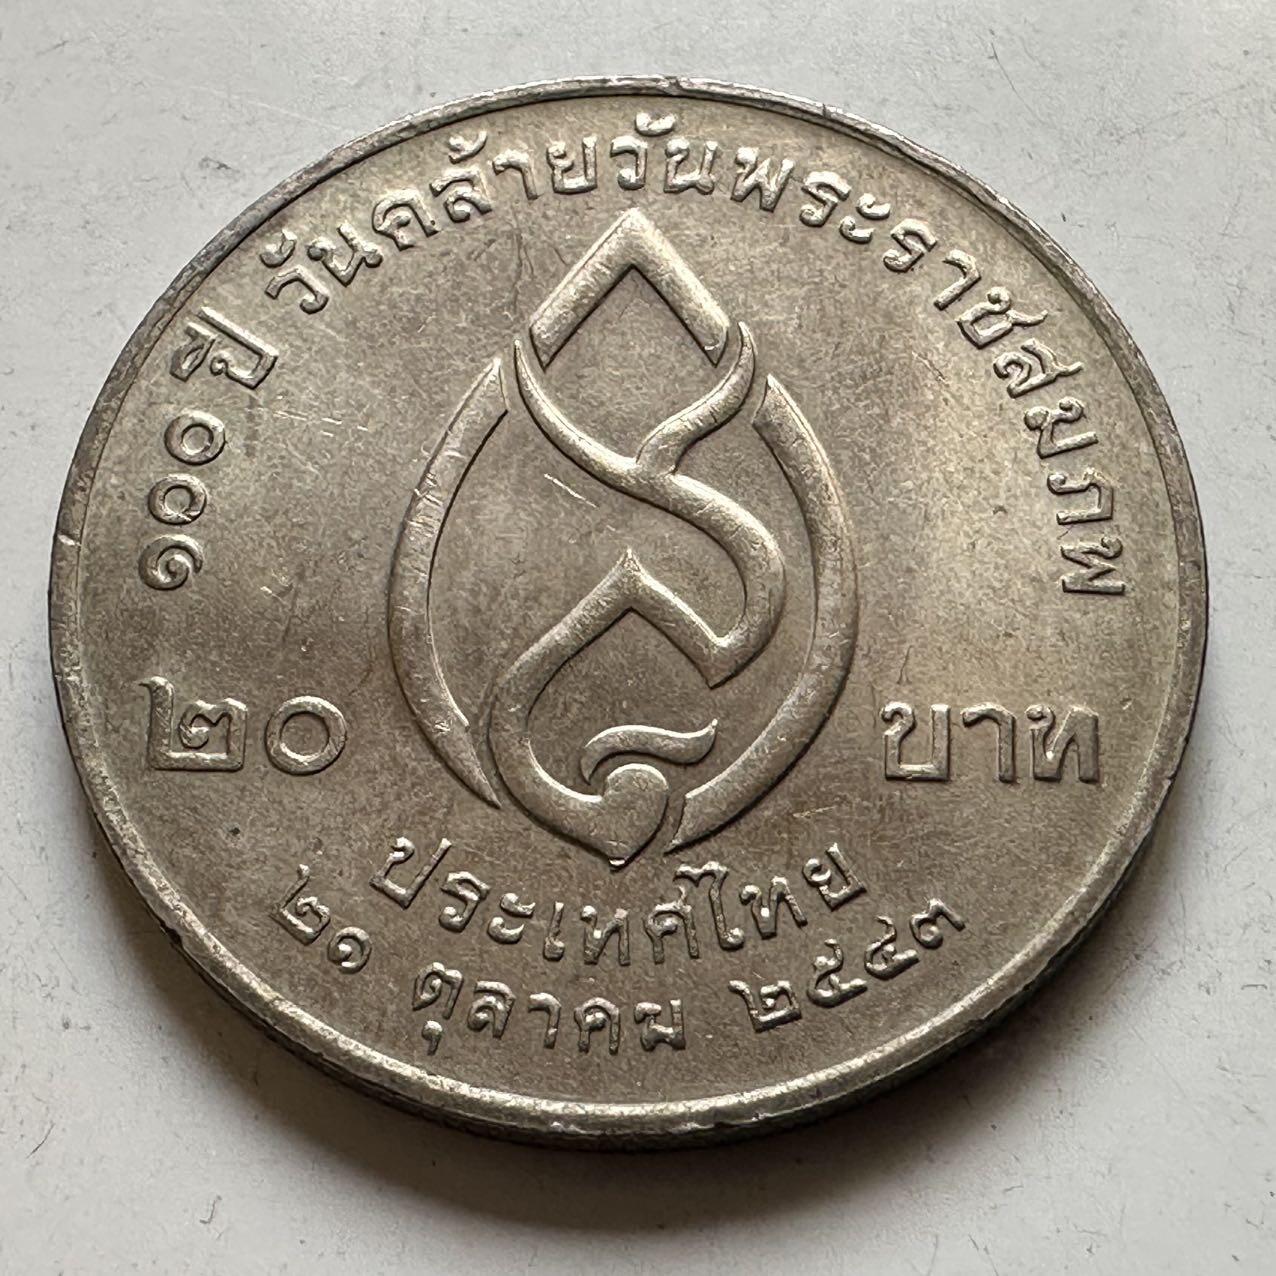 ๑๐๐ ปี วันคล้ายวันพระราชสมภพ
๒๐ บาท
ประเทศไทย
๒๑ ตุลาคม ๒๕๔๓